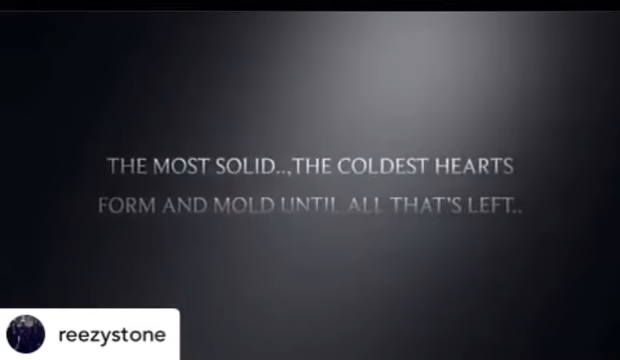 THE MOST SOLID..,THE COLDEST HEARTS
FORM AND MOLD UNTIL ALL THAT'S LEFT..
reezystone